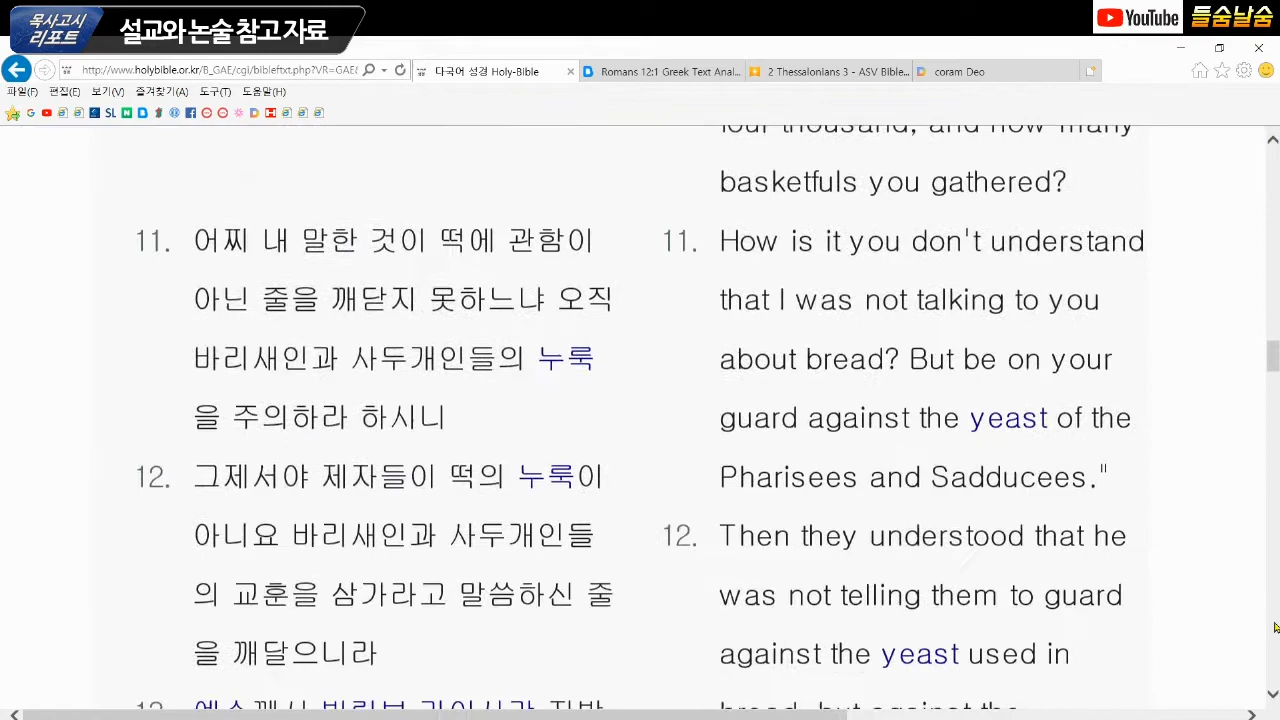 목사고시
리포트
설교와 논술 참고 자료
YouTube
들숨날숨
http://www.holybible.or.kr/B_GAE/cgi/bibleftxt.php?VR=GAE&
다국어 성경 Holy-Bible
Romans 12:1 Greek Text...
2 Thessalonians 3 - ASV Bible...
coram Deo
파일(F) 편집(E) 보기(V) 즐겨찾기(A) 도구(T) 도움말(H)
11. 어찌 내 말한 것이 떡에 관함이
아닌 줄을 깨닫지 못하느냐 오직
바리새인과 사두개인들의 누룩
을 주의하라 하시니
12. 그제서야 제자들이 떡의 누룩이
아니요 바리새인과 사두개인들
의 교훈을 삼가라고 말씀하신 줄
을 깨달으니라
four thousand, and how many
basketfuls you gathered?
11. How is it you don't understand
that I was not talking to you
about bread? But be on your
guard against the yeast of the
Pharisees and Sadducees."
12. Then they understood that he
was not telling them to guard
against the yeast used in
bread, but against the